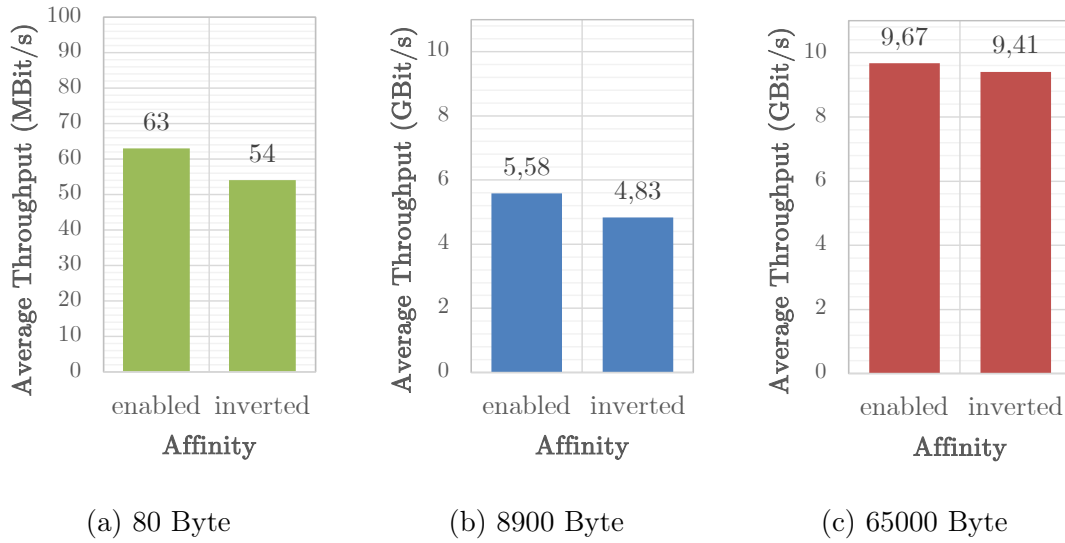 Average Throughput (MBit/s)
100
90
80
70
60
50
40
30
20
10
0
63
54
enabled inverted
Affinity
(a) 80 Byte
Average Throughput (GBit/s)
10
8
6
4
2
0
5,58
4,83
enabled inverted
Affinity
(b) 8900 Byte
Average Throughput (GBit/s)
10
8
6
4
2
0
9,67
9,41
enabled inverted
Affinity
(c) 65000 Byte